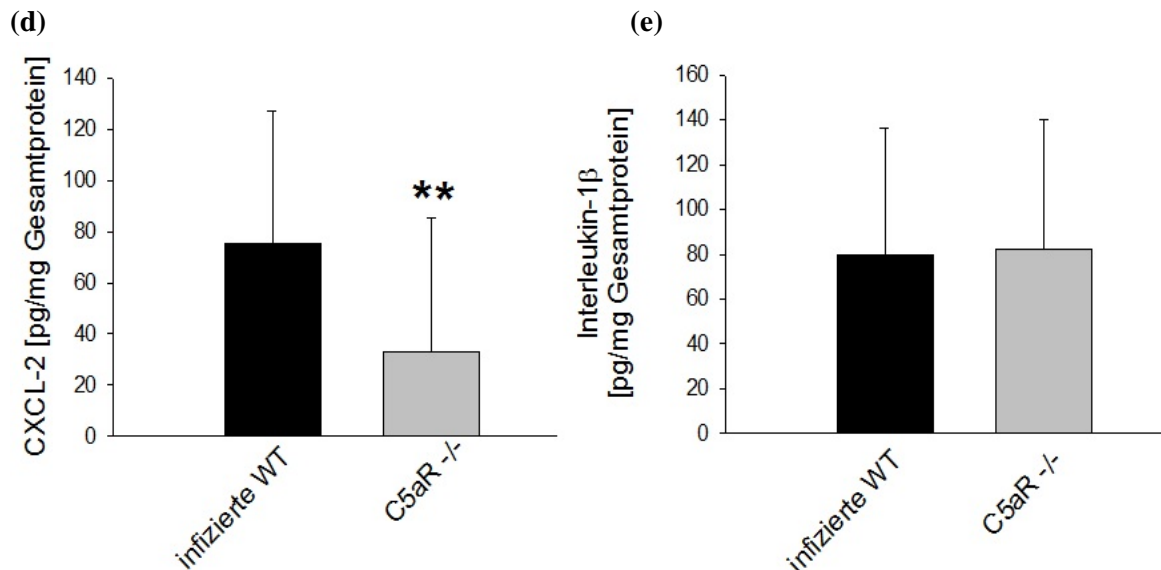 (d)
CXCL-2 [pg/mg Gesamtprotein]
140
120
100
80
60
40
20
0
**
infizierte WT
C5aR -/-
(e)
Interleukin-1β
[pg/mg Gesamtprotein]
160
140
120
100
80
60
40
20
0
infizierte WT
C5aR -/-